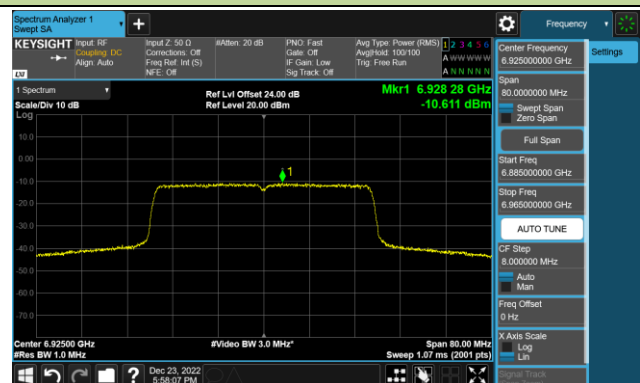 Spectrum Analyzer 1
Swept SA
Frequency
KEYSIGHT
Input: RF
Coupling: DC
Align: Auto
Input Z: 50 Ω
Corrections: Off
Freq Ref: Int (S)
NFE: Off
#Atten: 20 dB
PNO: Fast
Gate: Off
IF Gain: Low
Sig Track: Off
Avg Type: Power (RMS)
Avg|Hold: 100/100
Trig: Free Run
1 2 3 4 5 6
A W W W W W
A N N N N N
LXI
1 Spectrum
Scale/Div 10 dB
Log
Ref Lvl Offset 24.00 dB
Ref Level 20.00 dBm
Mkr1 6.928 28 GHz
-10.611 dBm
1
10.0
0.00
-10.0
-20.0
-30.0
-40.0
-50.0
-60.0
-70.0
Center 6.92500 GHz
#Res BW 1.0 MHz
#Video BW 3.0 MHz*
Span 80.00 MHz
Sweep 1.07 ms (2001 pts)
Dec 23, 2022
5:58:07 PM
Center Frequency
6.925000000 GHz
Settings
Span
80.0000000 MHz
Swept Span
Zero Span
Full Span
Start Freq
6.885000000 GHz
Stop Freq
6.965000000 GHz
AUTO TUNE
CF Step
8.000000 MHz
Auto
Man
Freq Offset
0 Hz
X Axis Scale
Log
Lin
Signal Track